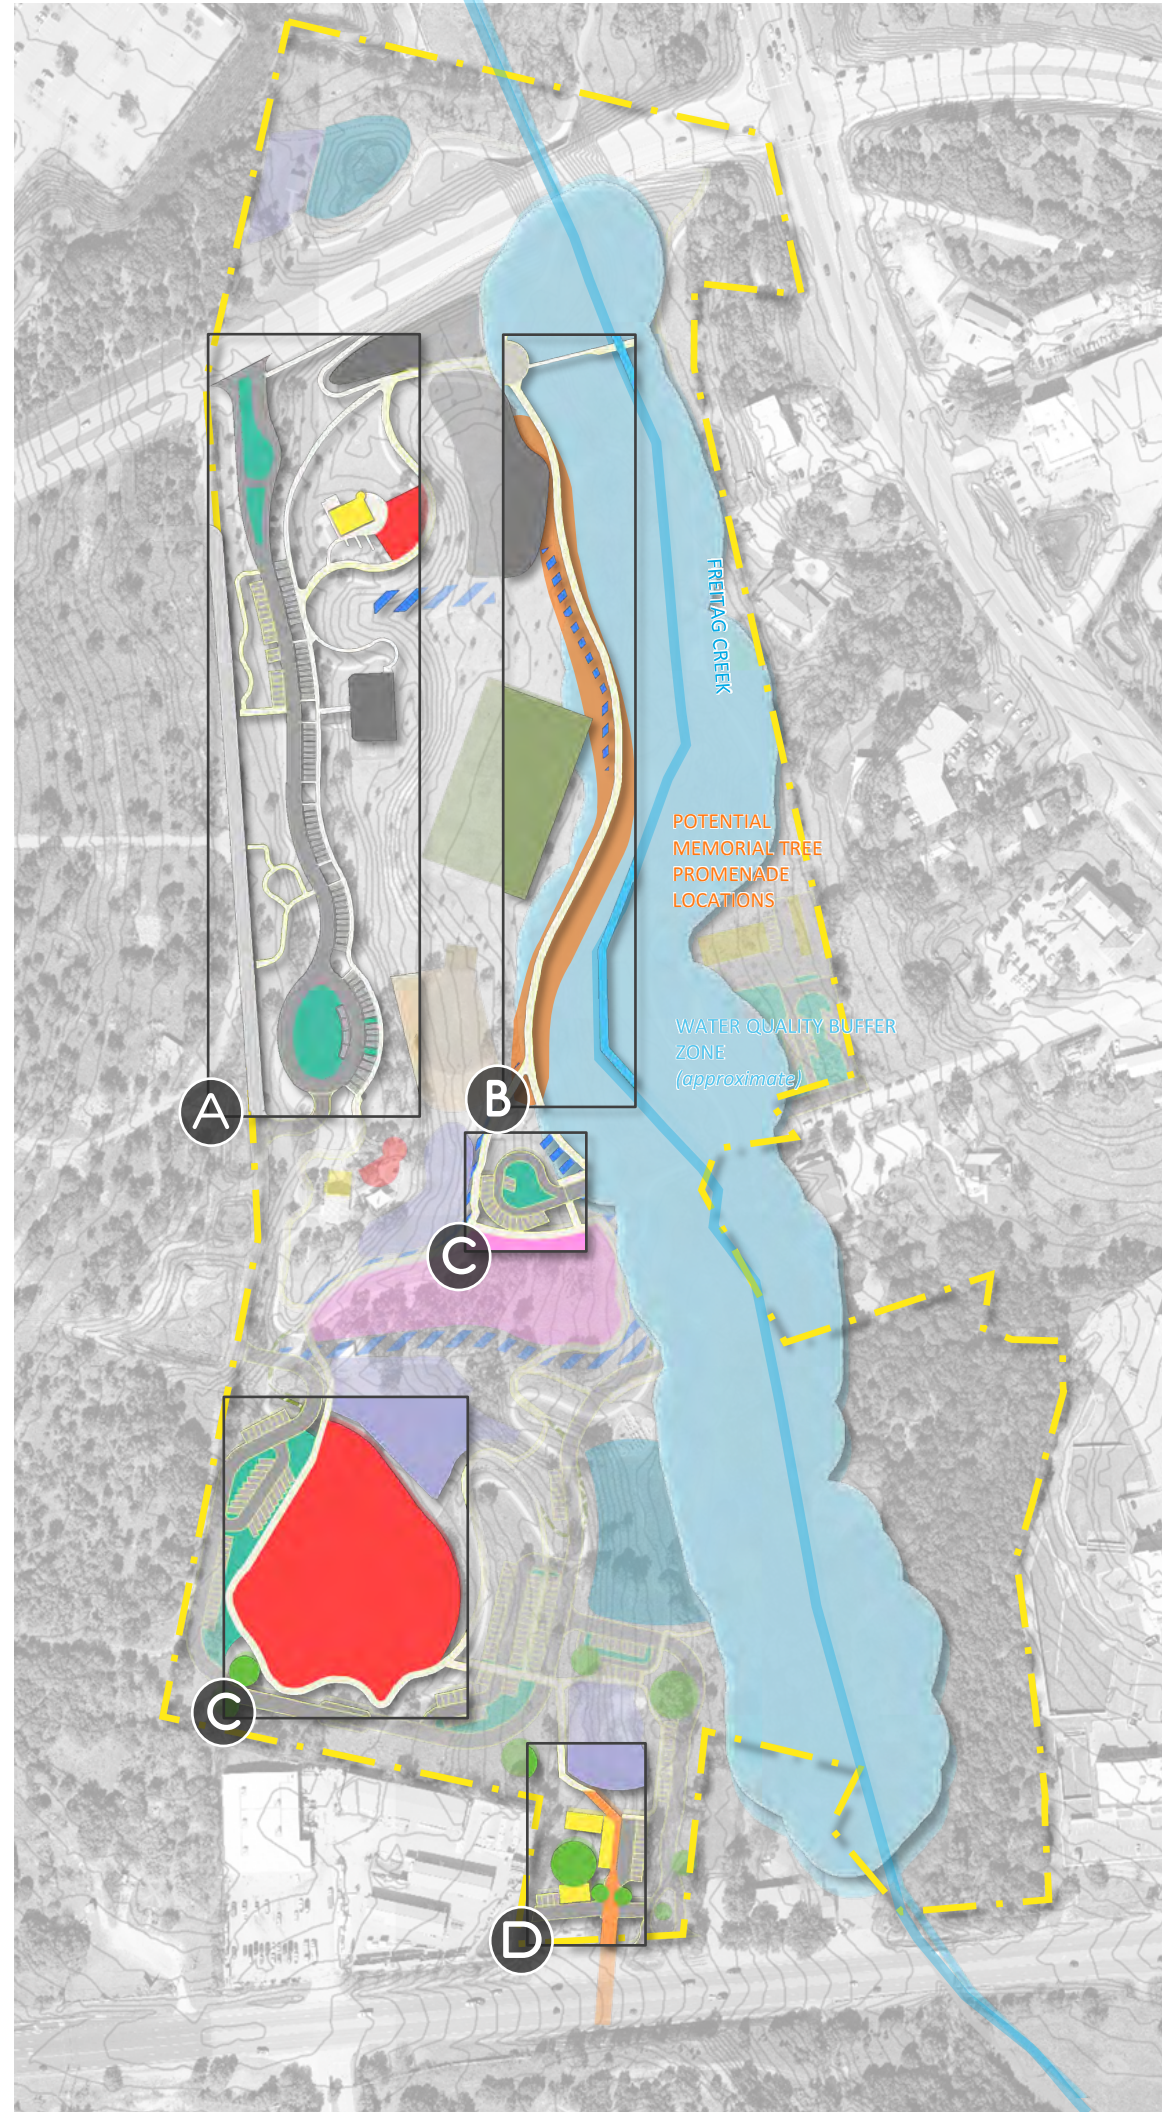 FREITAG CREEK
POTENTIAL
MEMORIAL TREE
PROMENADE
LOCATIONS
WATER QUALITY BUFFER
ZONE
(approximate)
A
B
C
C
D